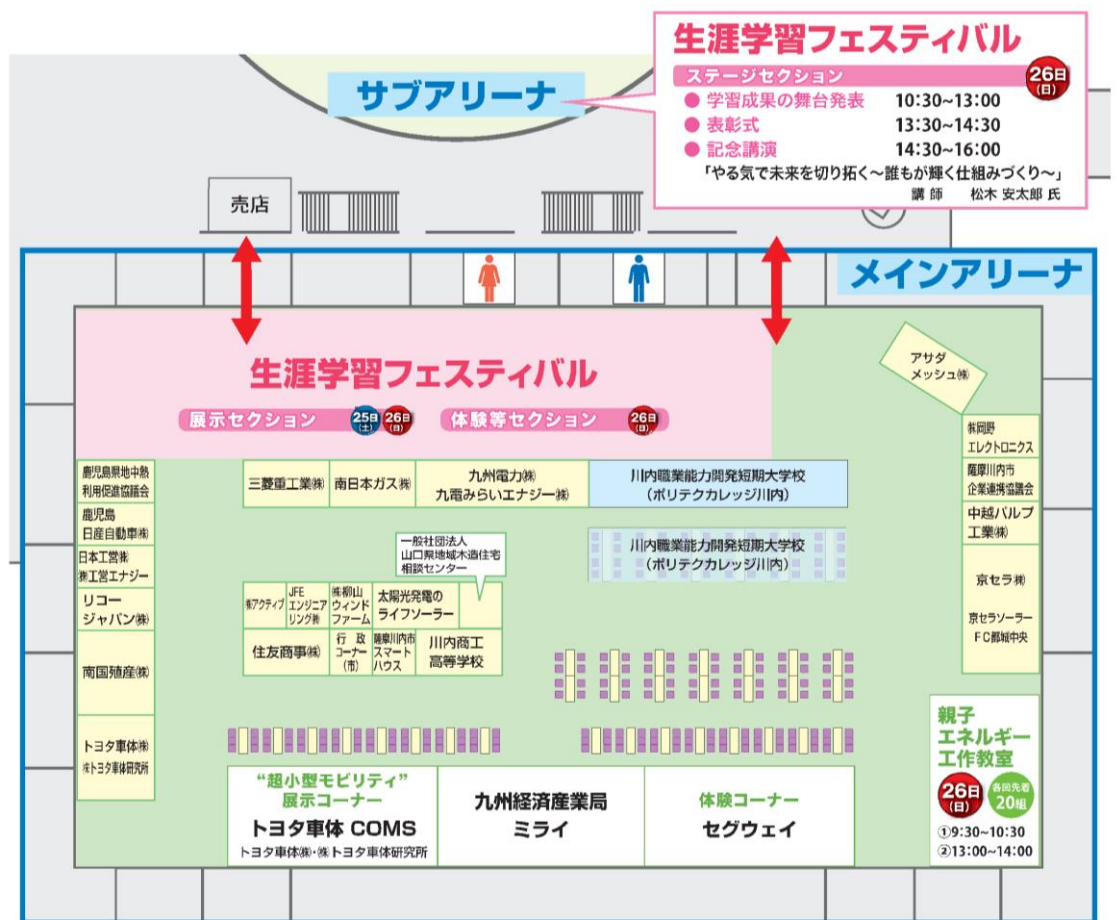 生涯学習フェスティバル
ステージセクション
26日
(日)
● 学習成果の舞台発表 10:30~13:00
● 表彰式 13:30~14:30
● 記念講演 14:30~16:00
「やる気で未来を切り拓く~誰もが輝く仕組みづくり~」
講 師 松木 安太郎 氏
サブアリーナ
売店
メインアリーナ
生涯学習フェスティバル
展示セクション 25日(土) 26日(日) 体験等セクション 26日(日)
アサダ
メッシュ㈱
㈱岡野
エレクトロニクス
薩摩川内市
企業連携協議会
中越パルプ
工業㈱
京セラ㈱
京セラソーラー
FC都城中央
鹿児島県地中熱
利用促進協議会
鹿児島
日産自動車㈱
日本工営㈱
㈱工営エナジー
リコー
ジャパン㈱
南国殖産㈱
トヨタ車体㈱
㈱トヨタ車体研究所
三菱重工業㈱
南日本ガス㈱
九州電力㈱
九電みらいエナジー㈱
川内職業能力開発短期大学校
(ポリテクカレッジ川内)
川内職業能力開発短期大学校
(ポリテクカレッジ川内)
一般社団法人
山口県地域木造住宅
相談センター
㈱アクティブ
JFE
エンジニア
リング㈱
㈱柳山
ウィンド
ファーム
太陽光発電の
ライフソーラー
住友商事㈱
行 政
コーナー
(市)
薩摩川内市
スマート
ハウス
川内商工
高等学校
“超小型モビリティ”
展示コーナー
トヨタ車体 COMS
トヨタ車体㈱・㈱トヨタ車体研究所
九州経済産業局
ミライ
体験コーナー
セグウェイ
親子
エネルギー
工作教室
26日
(日)
各回先着
20組
①9:30~10:30
②13:00~14:00